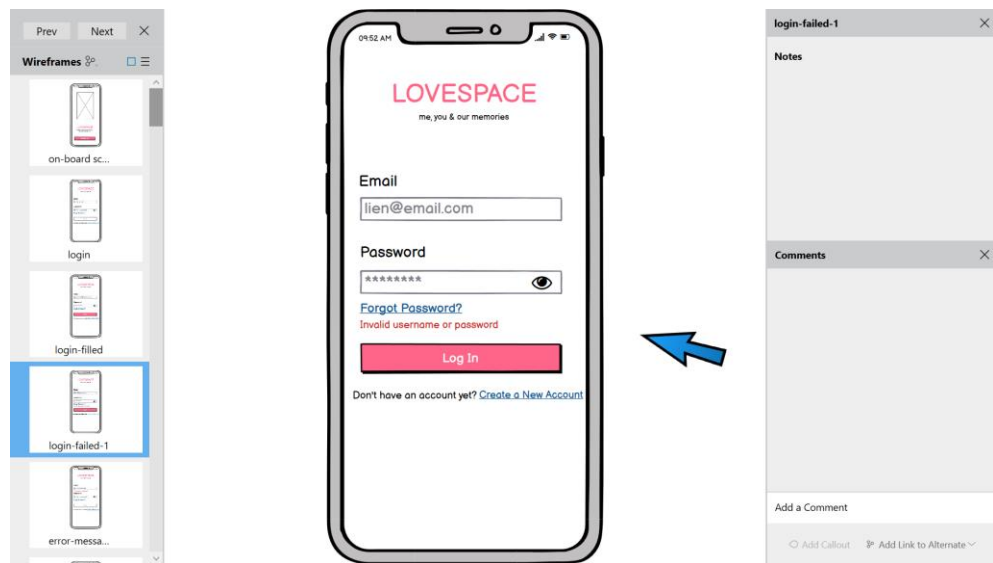 Prev Next
Wireframes
on-board sc...
login
login-filled
login-failed-1
error-messa...
09:52 AM
LOVESPACE
me, you & our memories
Email
lien@email.com
Password
********
Forgot Password?
Invalid username or password
Log In
Don't have an account yet? Create a New Account
login-failed-1
Notes
Comments
Add a Comment
Add Callout Add Link to Alternate